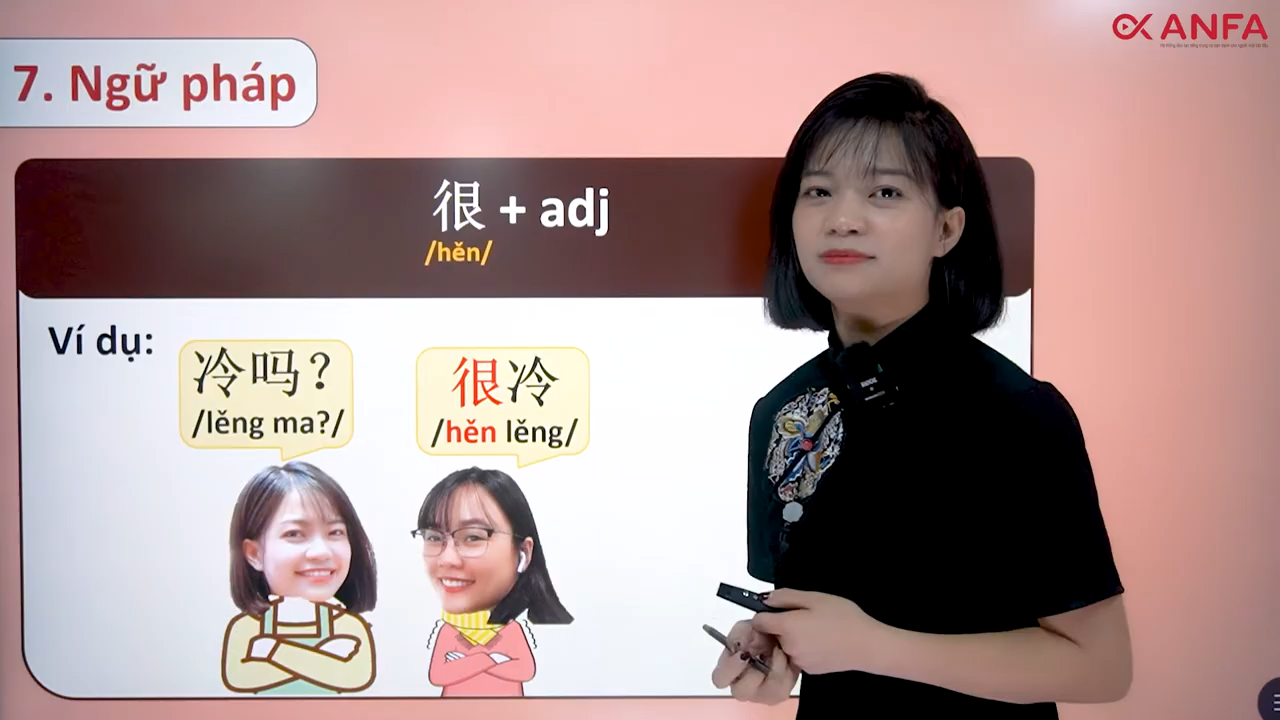 ANFA
7. Ngữ pháp
很 + adj
/hěn/
Ví dụ:
冷吗?
/lěng ma?/
很冷
/hěn lěng/